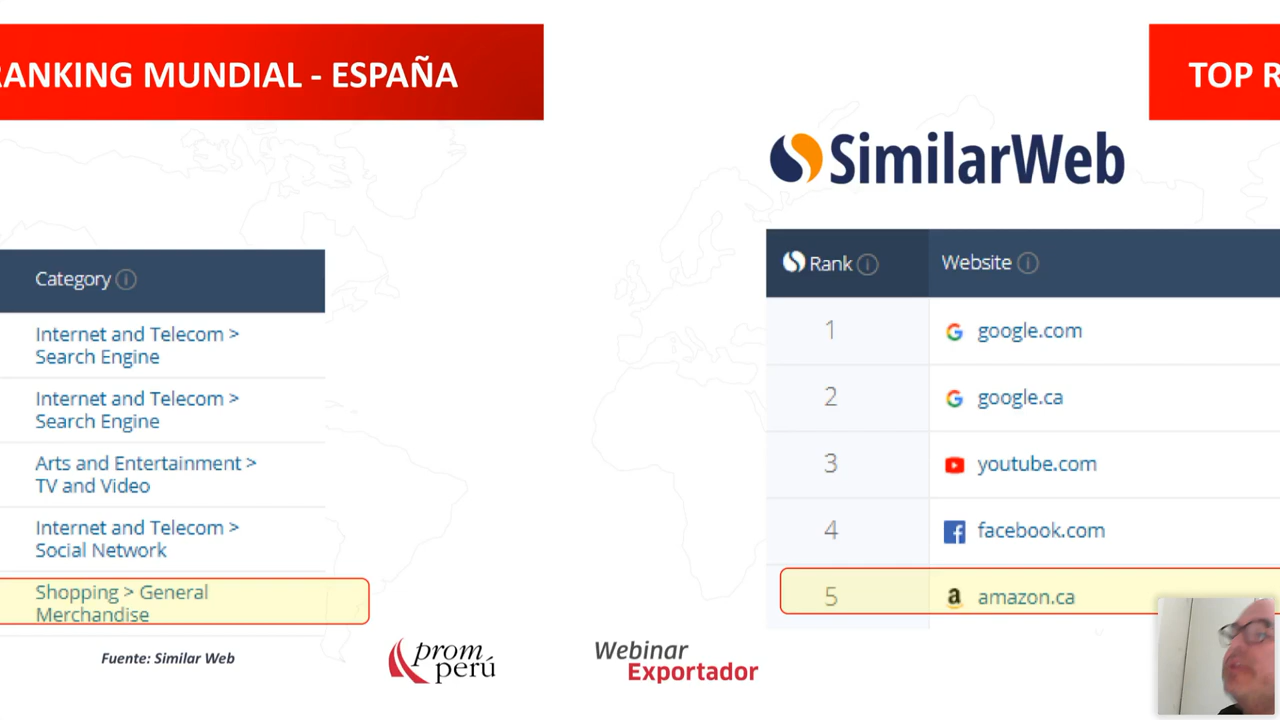 RANKING MUNDIAL - ESPAÑA
TOP R
SimilarWeb
Category
Internet and Telecom >
Search Engine
Internet and Telecom >
Search Engine
Arts and Entertainment >
TV and Video
Internet and Telecom >
Social Network
Shopping > General
Merchandise
Rank Website
1 google.com
2 google.ca
3 youtube.com
4 facebook.com
5 amazon.ca
Fuente: Similar Web
prom
perú
Webinar
Exportador